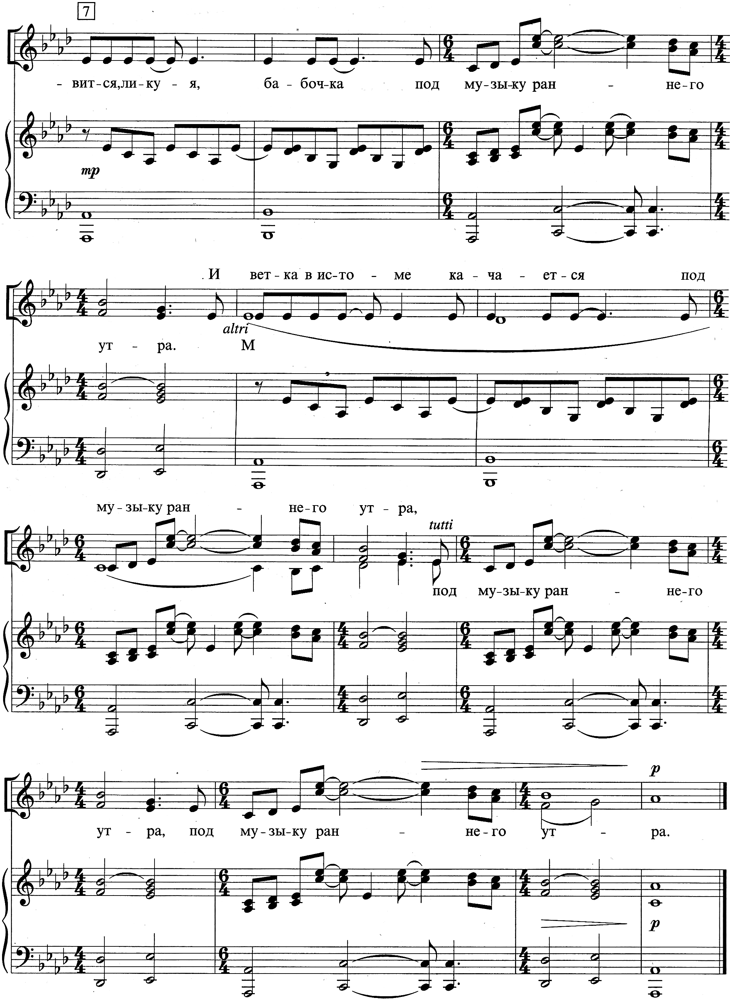 7
-вит-ся,ли-ку - я, ба - боч-ка под му-зы-ку ран - не-го
mp
И вет - ка в ис-то - ме ка - ча - ет-ся под
altri
ут - ра. М
му-зы-ку ран - не-го ут - ра,
tutti
под му-зы-ку ран - не-го
p
ут - ра, под му-зы-ку ран - не-го ут - ра.
p